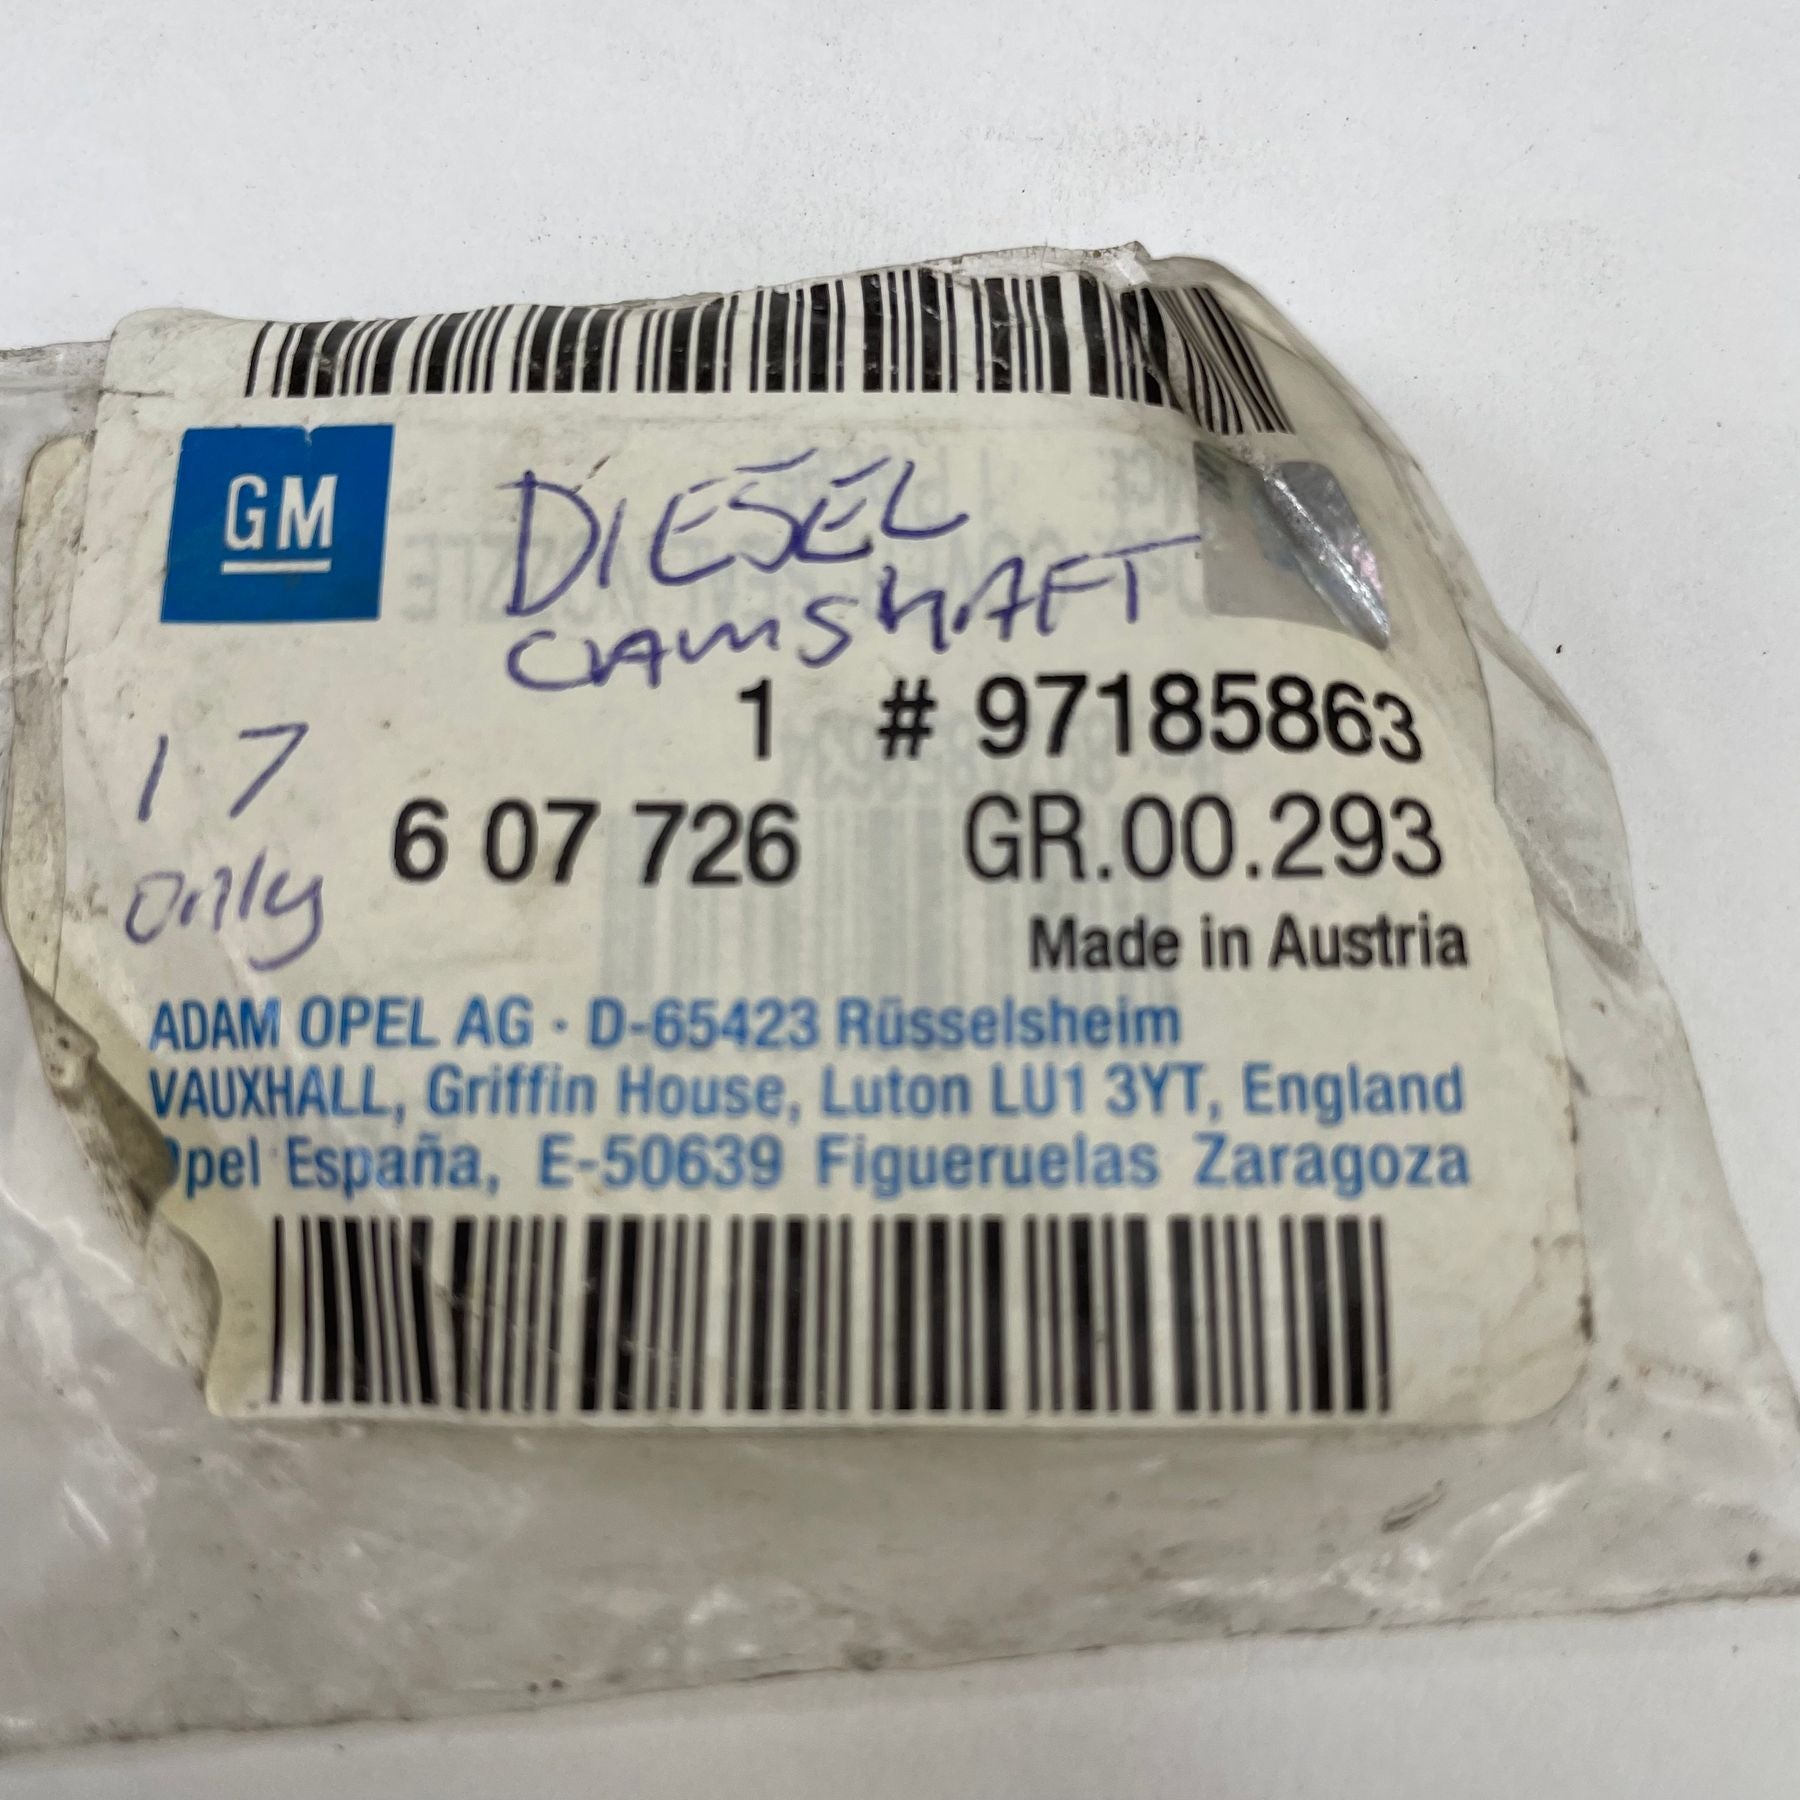 GM
DIESEL
CAMSHAFT
1 # 97185863
17
only
6 07 726 GR.00.293
Made in Austria
ADAM OPEL AG · D-65423 Rüsselsheim
VAUXHALL, Griffin House, Luton LU1 3YT, England
Opel España, E-50639 Figueruelas Zaragoza